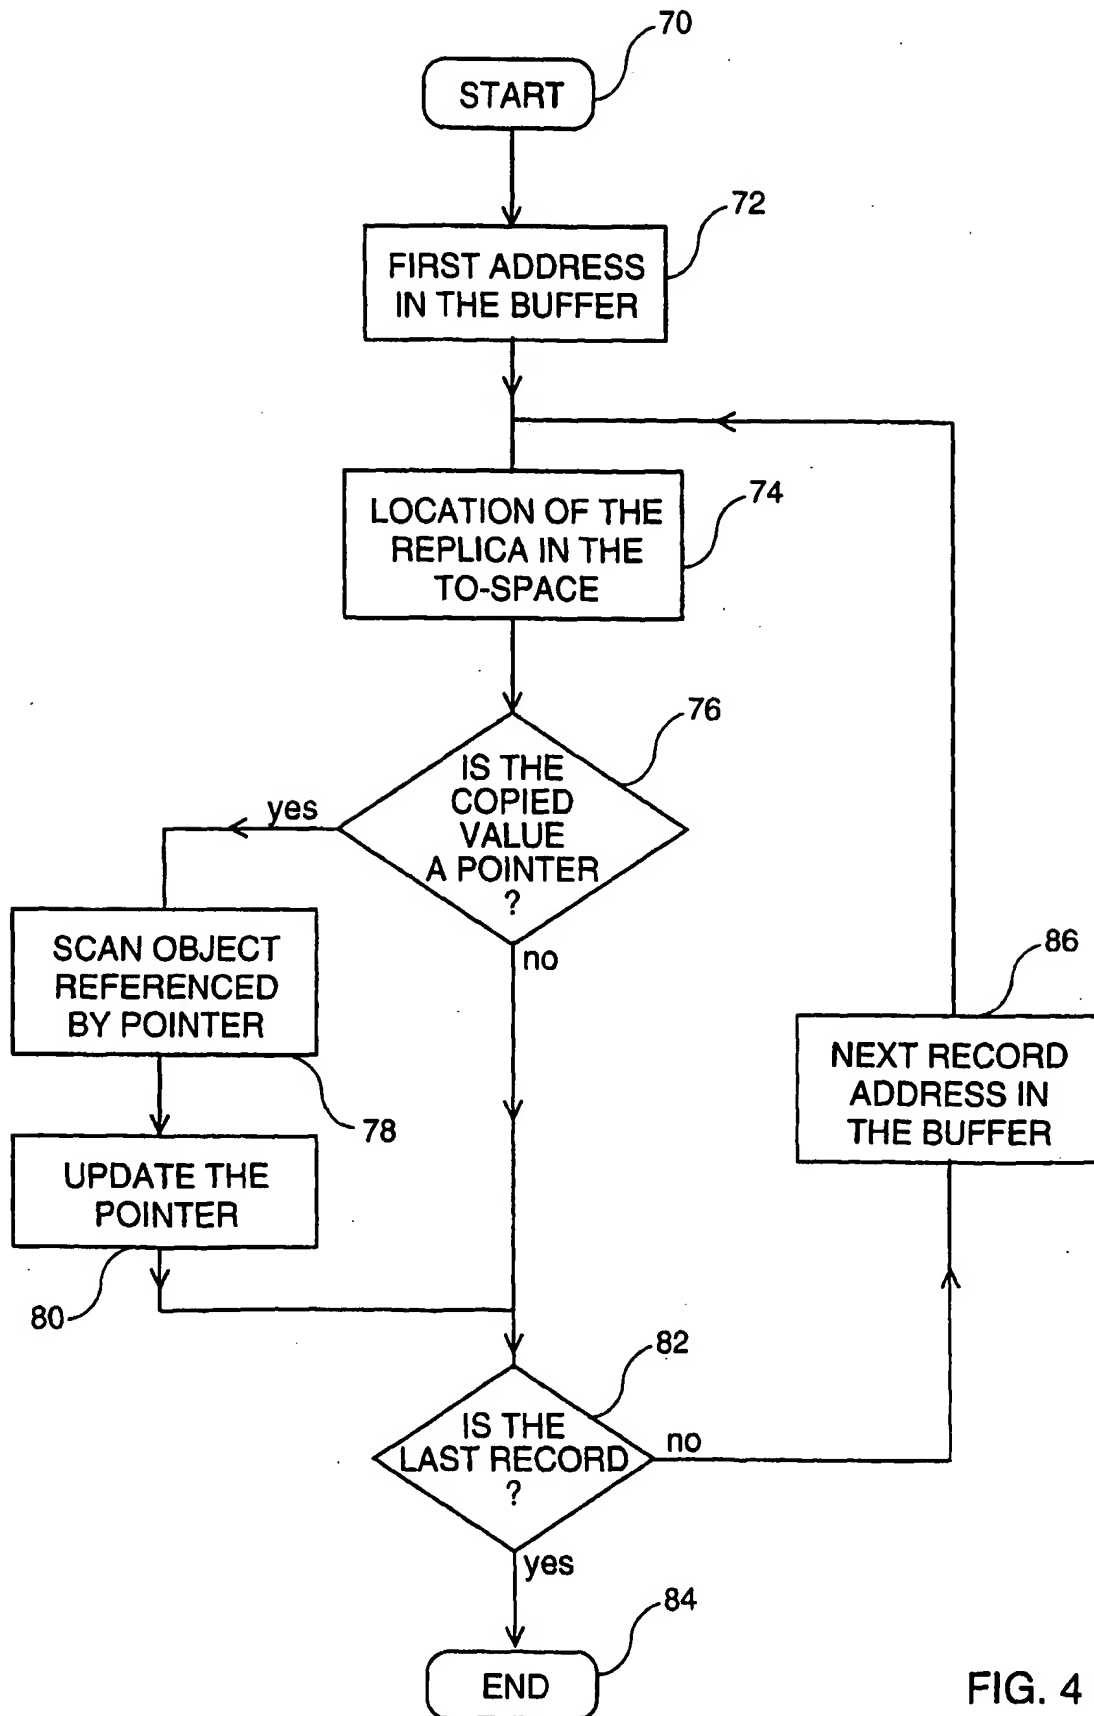 70
START
72
FIRST ADDRESS
IN THE BUFFER
74
LOCATION OF THE
REPLICA IN THE
TO-SPACE
76
IS THE
COPIED
VALUE
A POINTER
?
yes
no
SCAN OBJECT
REFERENCED
BY POINTER
78
UPDATE THE
POINTER
80
86
NEXT RECORD
ADDRESS IN
THE BUFFER
82
IS THE
LAST RECORD
?
no
yes
84
END
FIG. 4